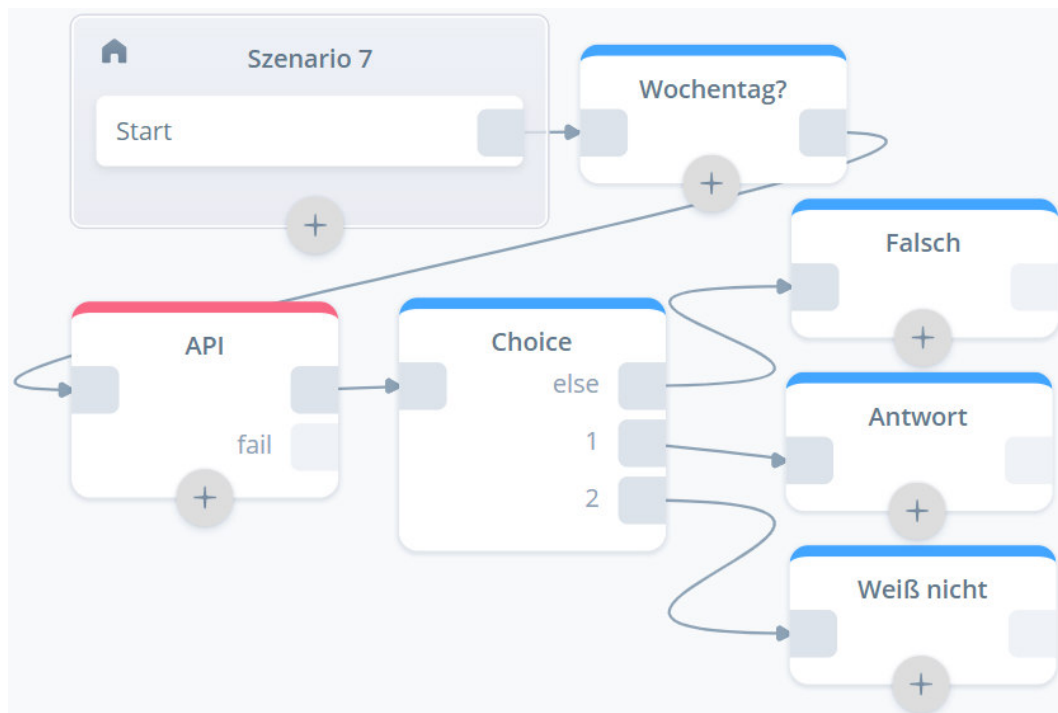 Szenario 7
Start
Wochentag?
Falsch
API
fail
Choice
else
1
2
Antwort
Weiß nicht